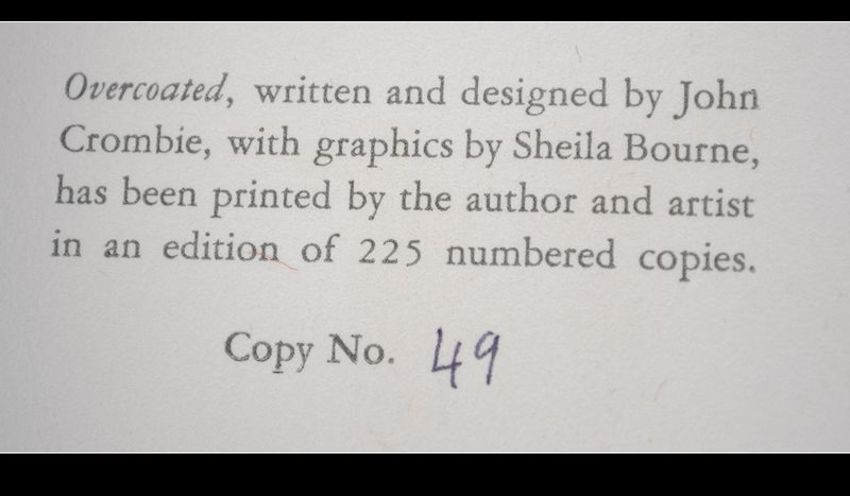 Overcoated, written and designed by John
Crombie, with graphics by Sheila Bourne,
has been printed by the author and artist
in an edition of 225 numbered copies.
Copy No. 49